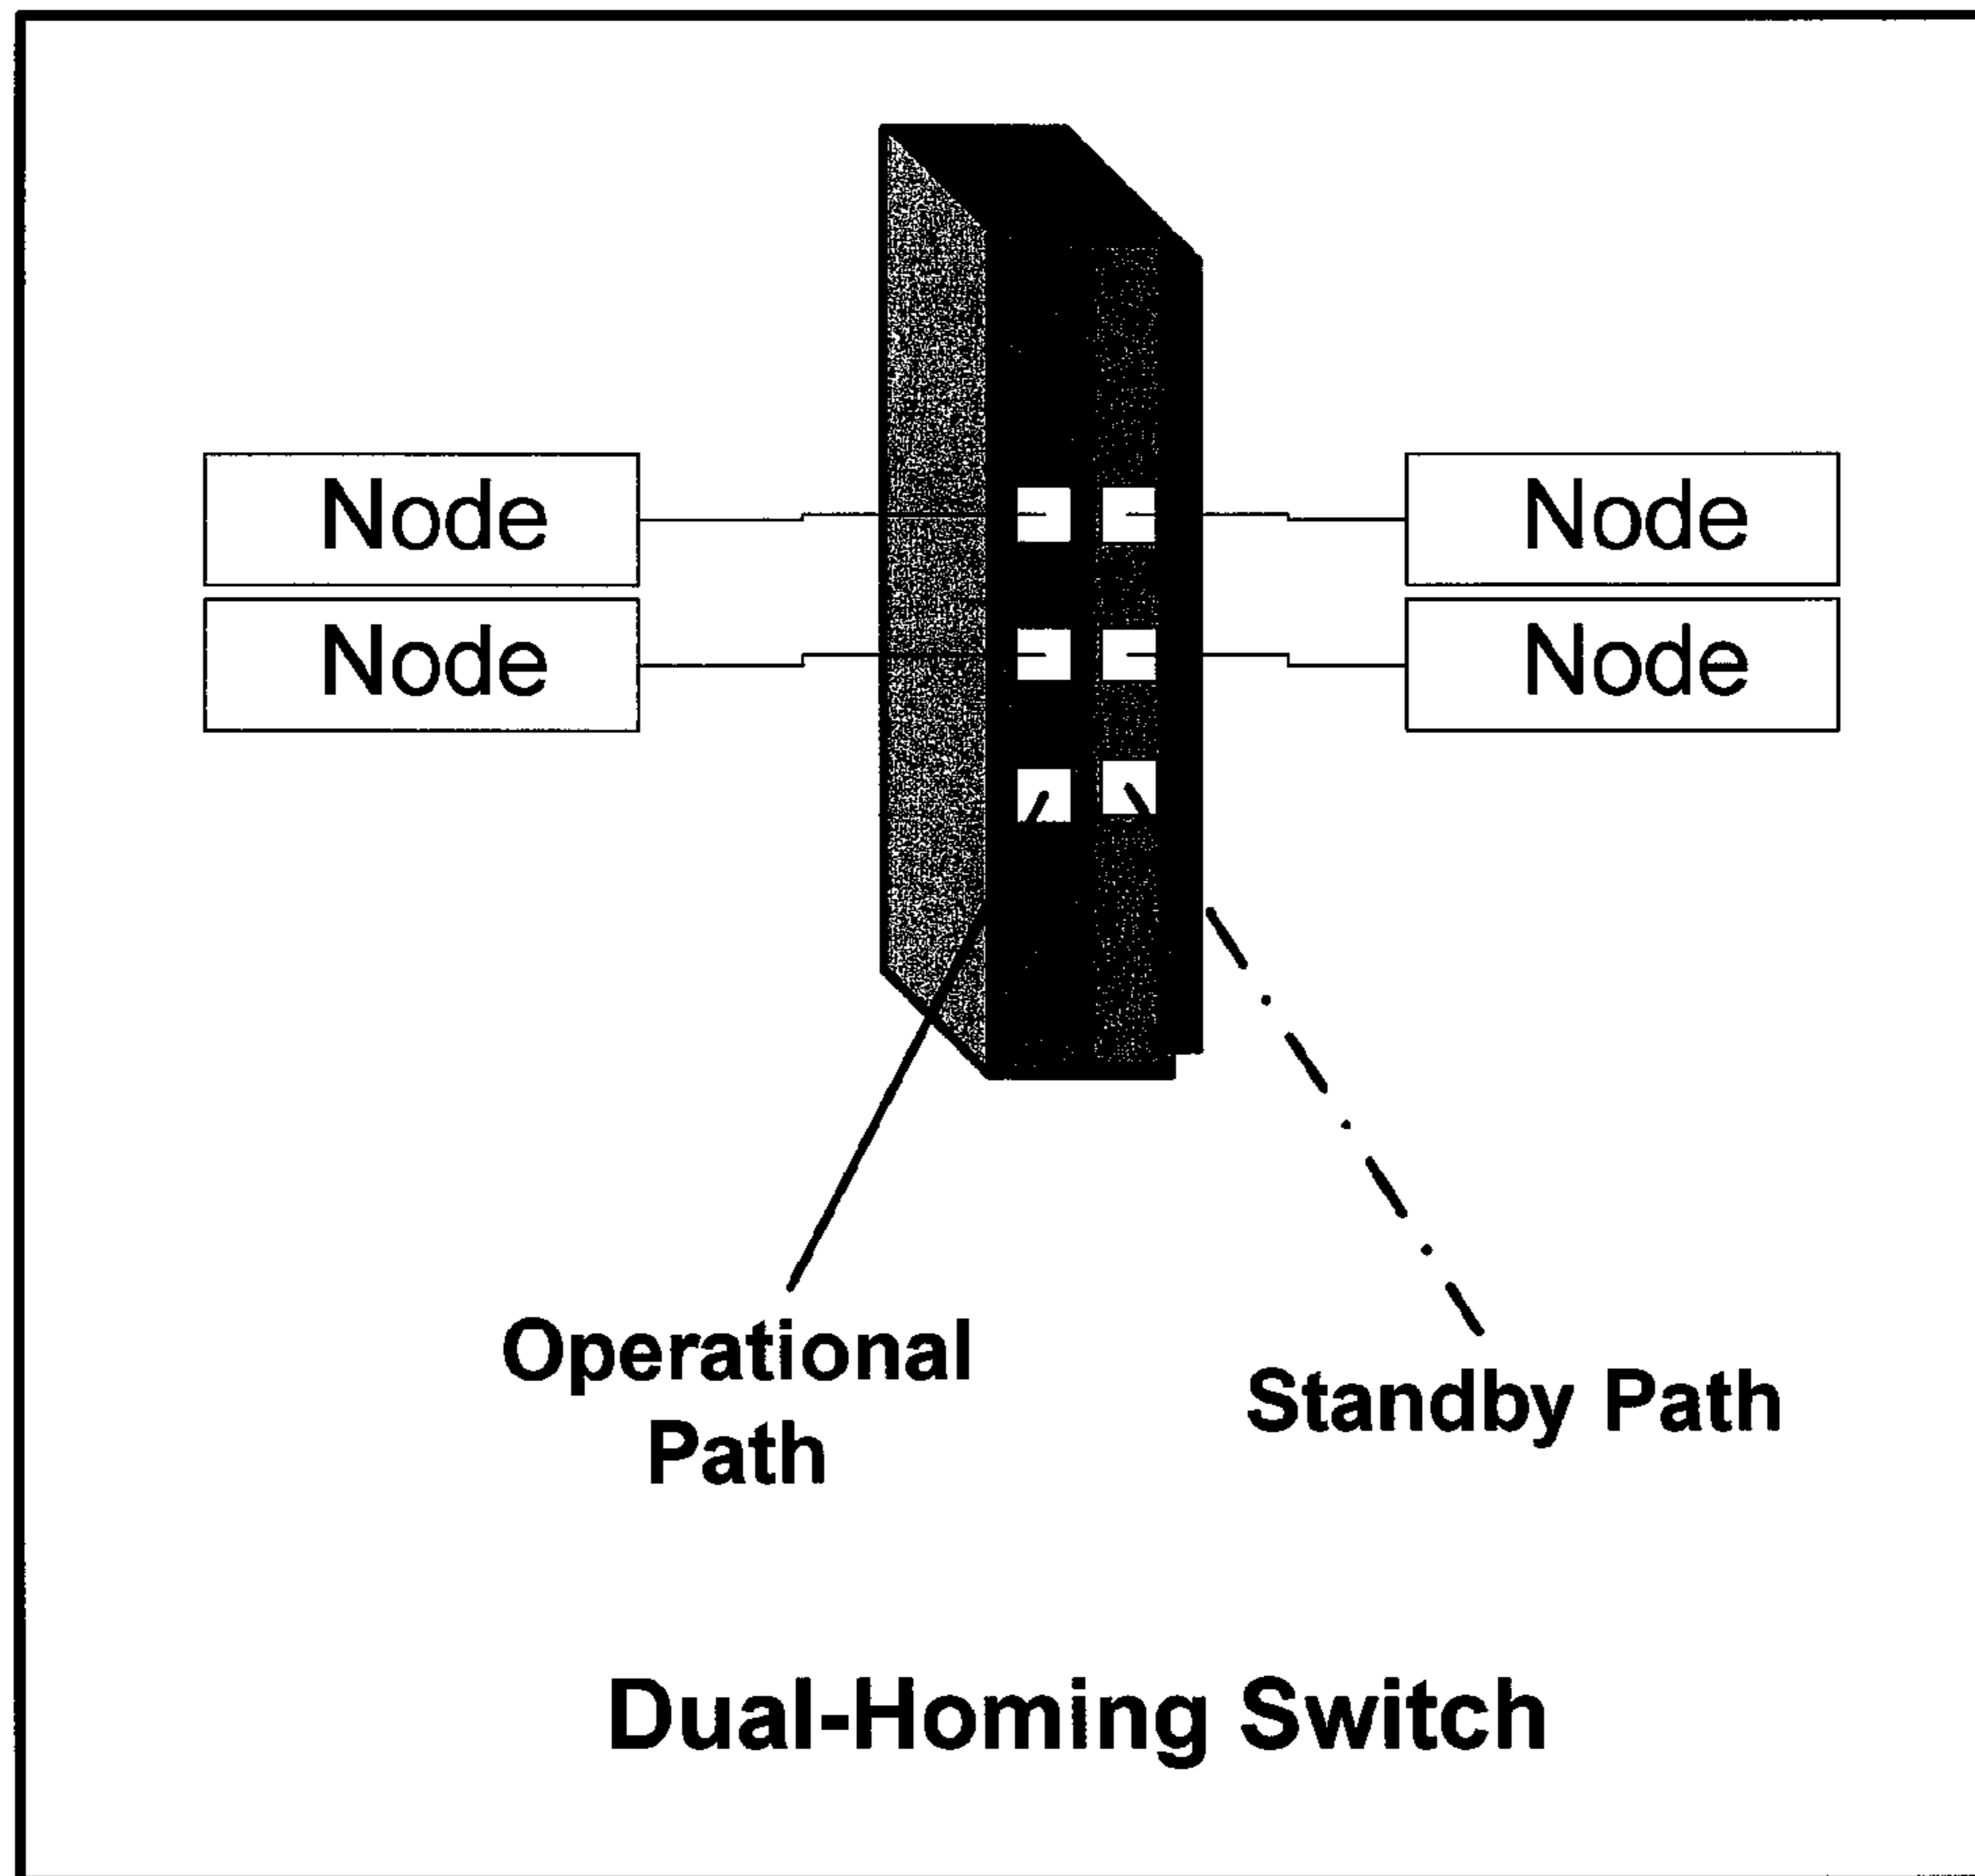 Node
Node
Node
Node
Operational
Path
Standby Path
Dual-Homing Switch